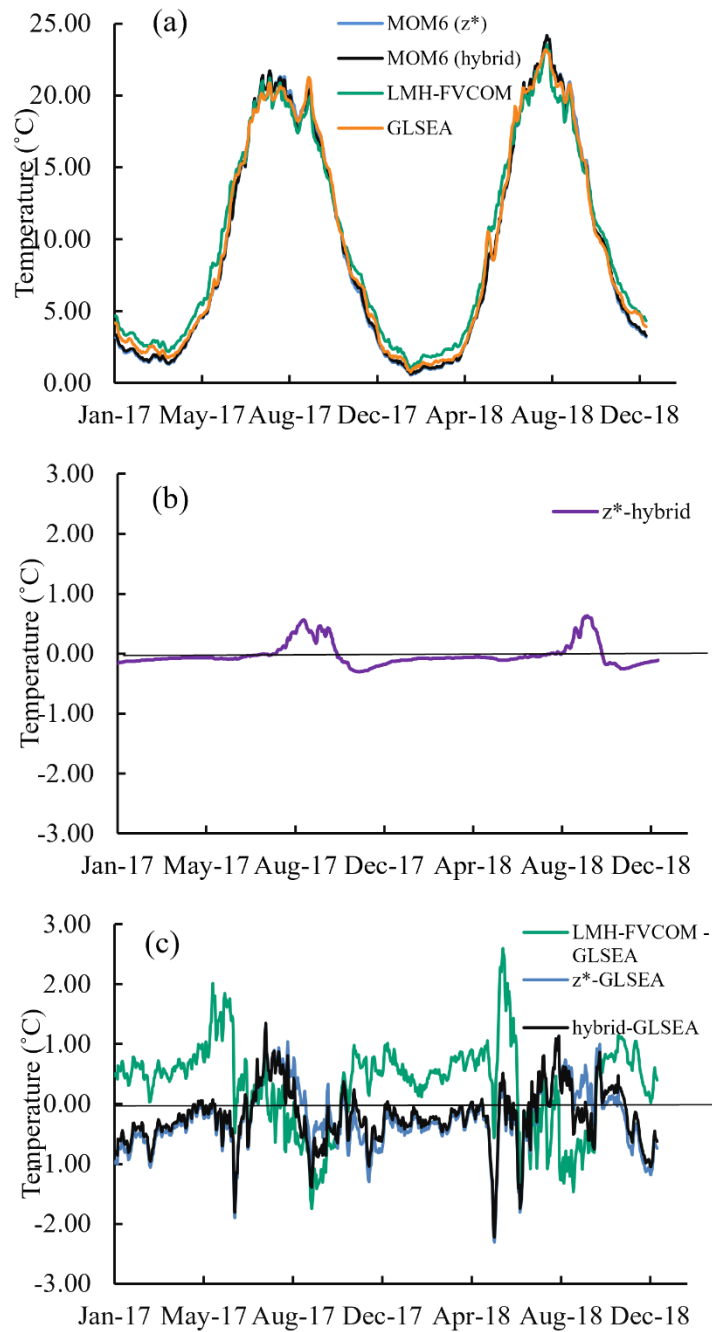 (a)
MOM6 (z*)
MOM6 (hybrid)
LMH-FVCOM
GLSEA
Temperature (˚C)
25.00
20.00
15.00
10.00
5.00
0.00
Jan-17 May-17 Aug-17 Dec-17 Apr-18 Aug-18 Dec-18
(b)
z*-hybrid
Temperature (˚C)
3.00
2.00
1.00
0.00
-1.00
-2.00
-3.00
Jan-17 May-17 Aug-17 Dec-17 Apr-18 Aug-18 Dec-18
(c)
LMH-FVCOM -
GLSEA
z*-GLSEA
hybrid-GLSEA
Temperature (˚C)
3.00
2.00
1.00
0.00
1.00
-2.00
-3.00
Jan-17 May-17 Aug-17 Dec-17 Apr-18 Aug-18 Dec-18